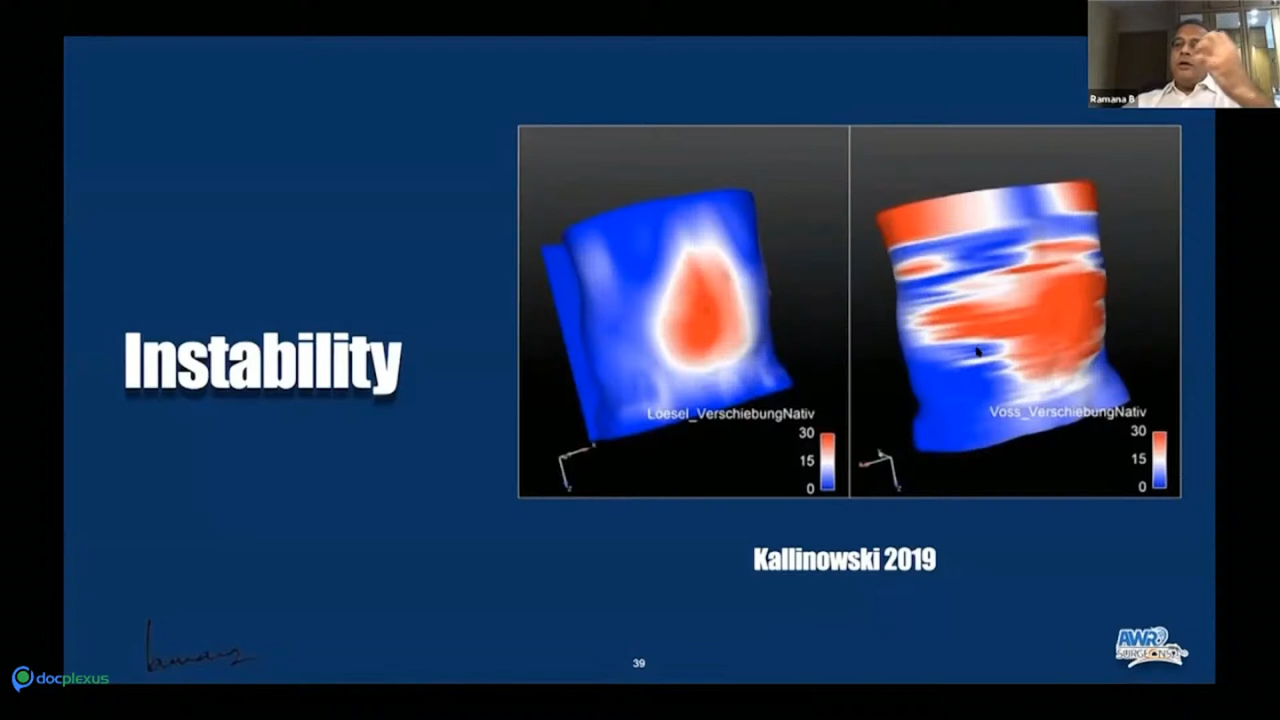 Ramana B
Instability
Loesel_VerschiebungNativ
30
15
0
Voss_VerschiebungNativ
30
15
0
Kallinowski 2019
39
AWR
SURGEONS
docplexus